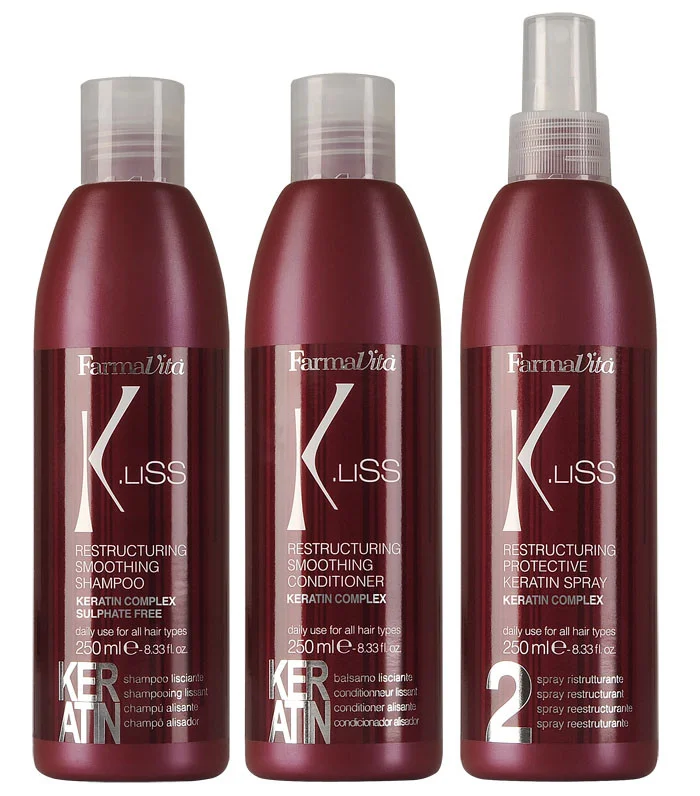 FarmaVita
K.LISS
RESTRUCTURING
SMOOTHING
SHAMPOO
KERATIN COMPLEX
SULPHATE FREE
daily use for all hair types
250 ml e - 8.33 fl. oz.
KER
ATIN
shampoo lisciante
shampooing lissant
champú alisante
champô alisador
FarmaVita
K.LISS
RESTRUCTURING
SMOOTHING
CONDITIONER
KERATIN COMPLEX
daily use for all hair types
250 ml e - 8.33 fl. oz.
KER
ATIN
balsamo lisciante
conditionneur lissant
conditioner alisante
condicionador alisador
FarmaVita
K.LISS
RESTRUCTURING
PROTECTIVE
KERATIN SPRAY
KERATIN COMPLEX
daily use for all hair types
250 ml e - 8.33 fl. oz.
2
spray ristrutturante
spray restructurant
spray reestructurante
spray reestruturante